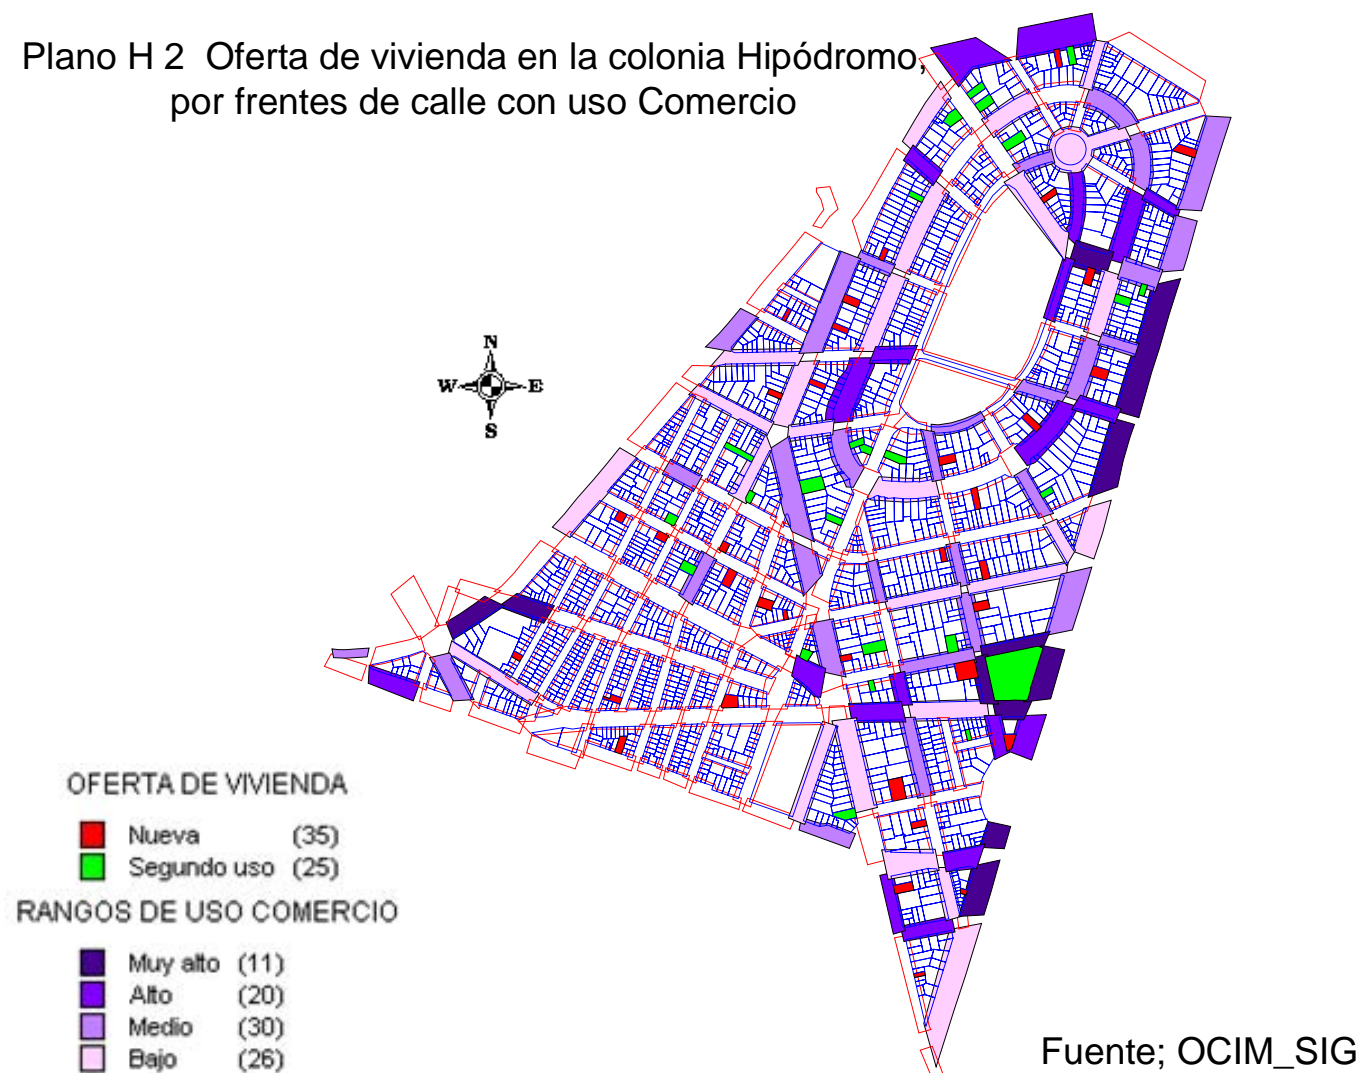 Plano H 2  Oferta de vivienda en la colonia Hipódromo,
por frentes de calle con uso Comercio
N
W E
S
OFERTA DE VIVIENDA
Nueva (35)
Segundo uso (25)
RANGOS DE USO COMERCIO
Muy alto (11)
Alto (20)
Medio (30)
Bajo (26)
Fuente; OCIM_SIG